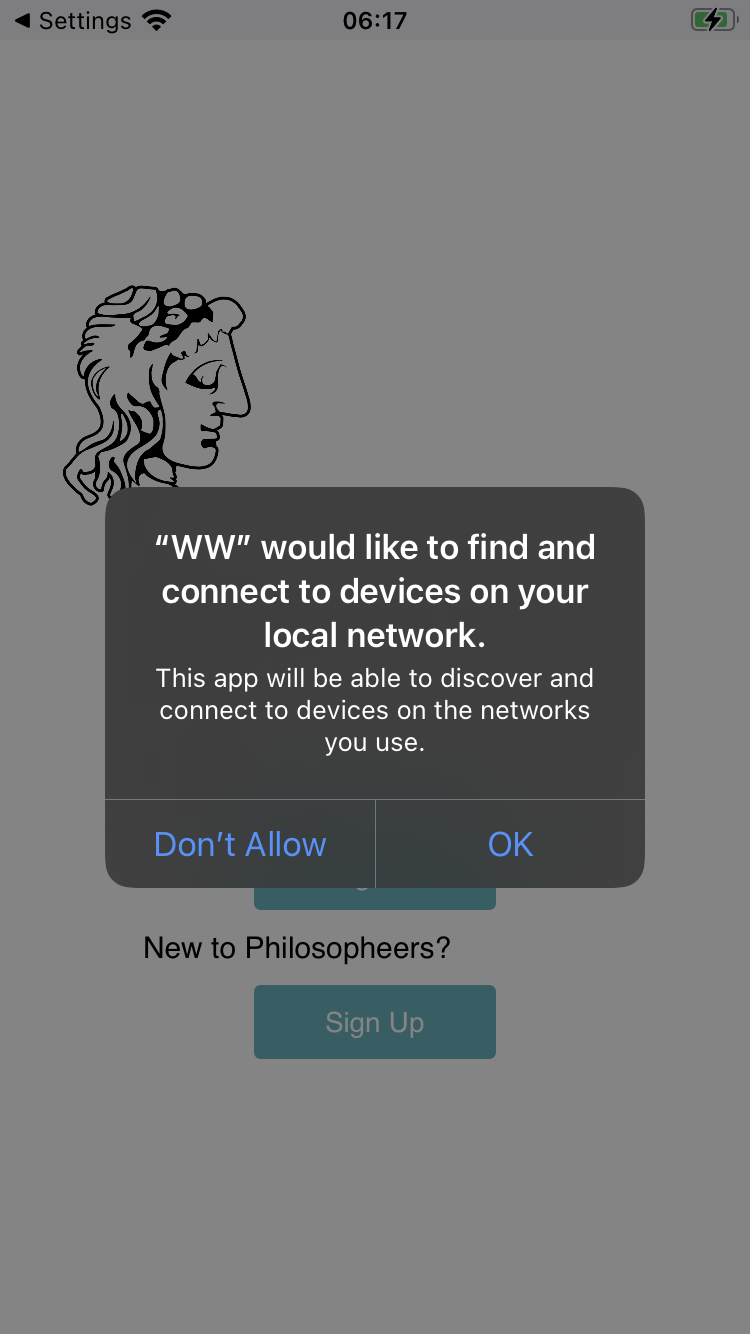 Settings 06:17
“WW” would like to find and
connect to devices on your
local network.
This app will be able to discover and
connect to devices on the networks
you use.
Don’t Allow OK
New to Philosopheers?
Sign Up